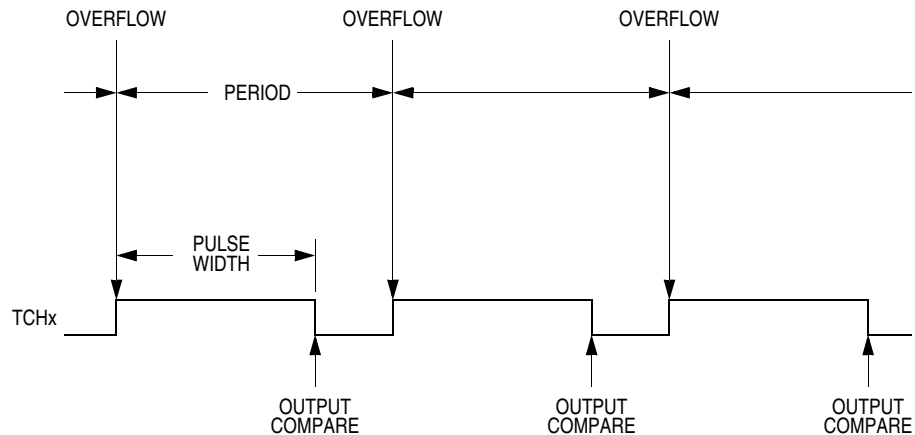 OVERFLOW OVERFLOW OVERFLOW
PERIOD
PULSE
WIDTH
TCHx
OUTPUT
COMPARE
OUTPUT
COMPARE
OUTPUT
COMPARE